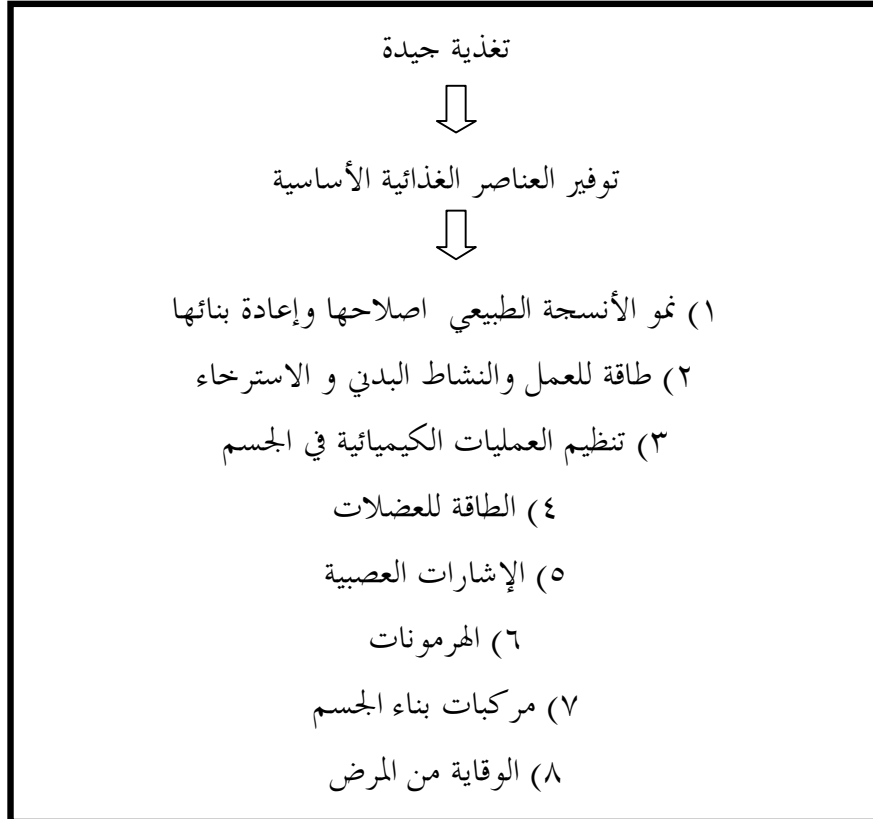 تغذية جيدة
توفير العناصر الغذائية الأساسية
١) نمو الأنسجة الطبيعي اصلاحها وإعادة بنائها
٢) طاقة للعمل والنشاط البدني و الاسترخاء
٣) تنظيم العمليات الكيميائية في الجسم
٤) الطاقة للعضلات
٥) الإشارات العصبية
٦) الهرمونات
٧) مركبات بناء الجسم
٨) الوقاية من المرض